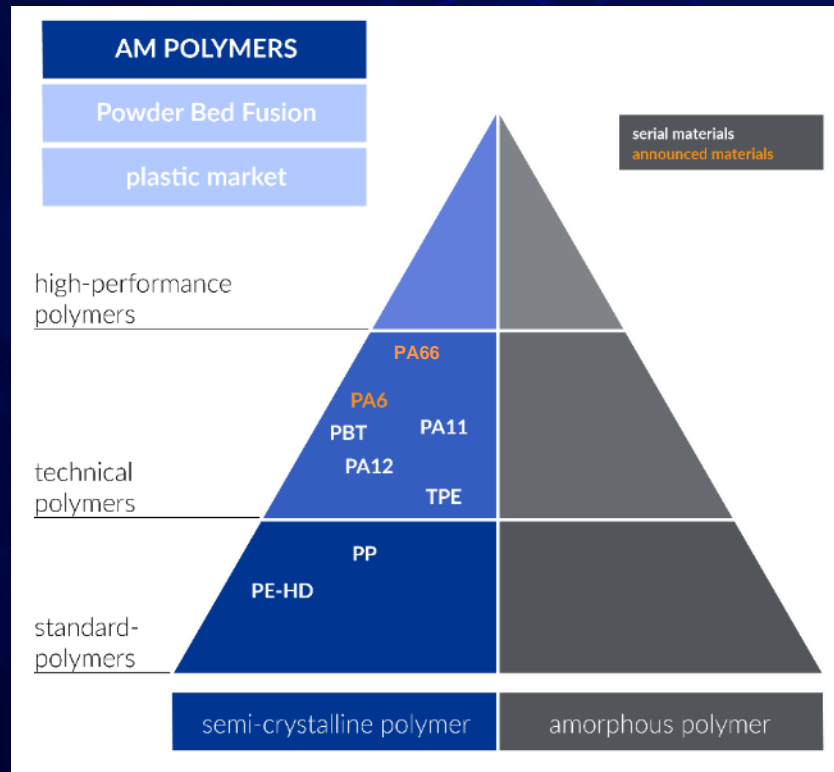 AM POLYMERS
Powder Bed Fusion
plastic market
serial materials
announced materials
high-performance
polymers
PA66
PA6
PBT
PA11
PA12
TPE
technical
polymers
PP
PE-HD
standard-
polymers
semi-crystalline polymer
amorphous polymer